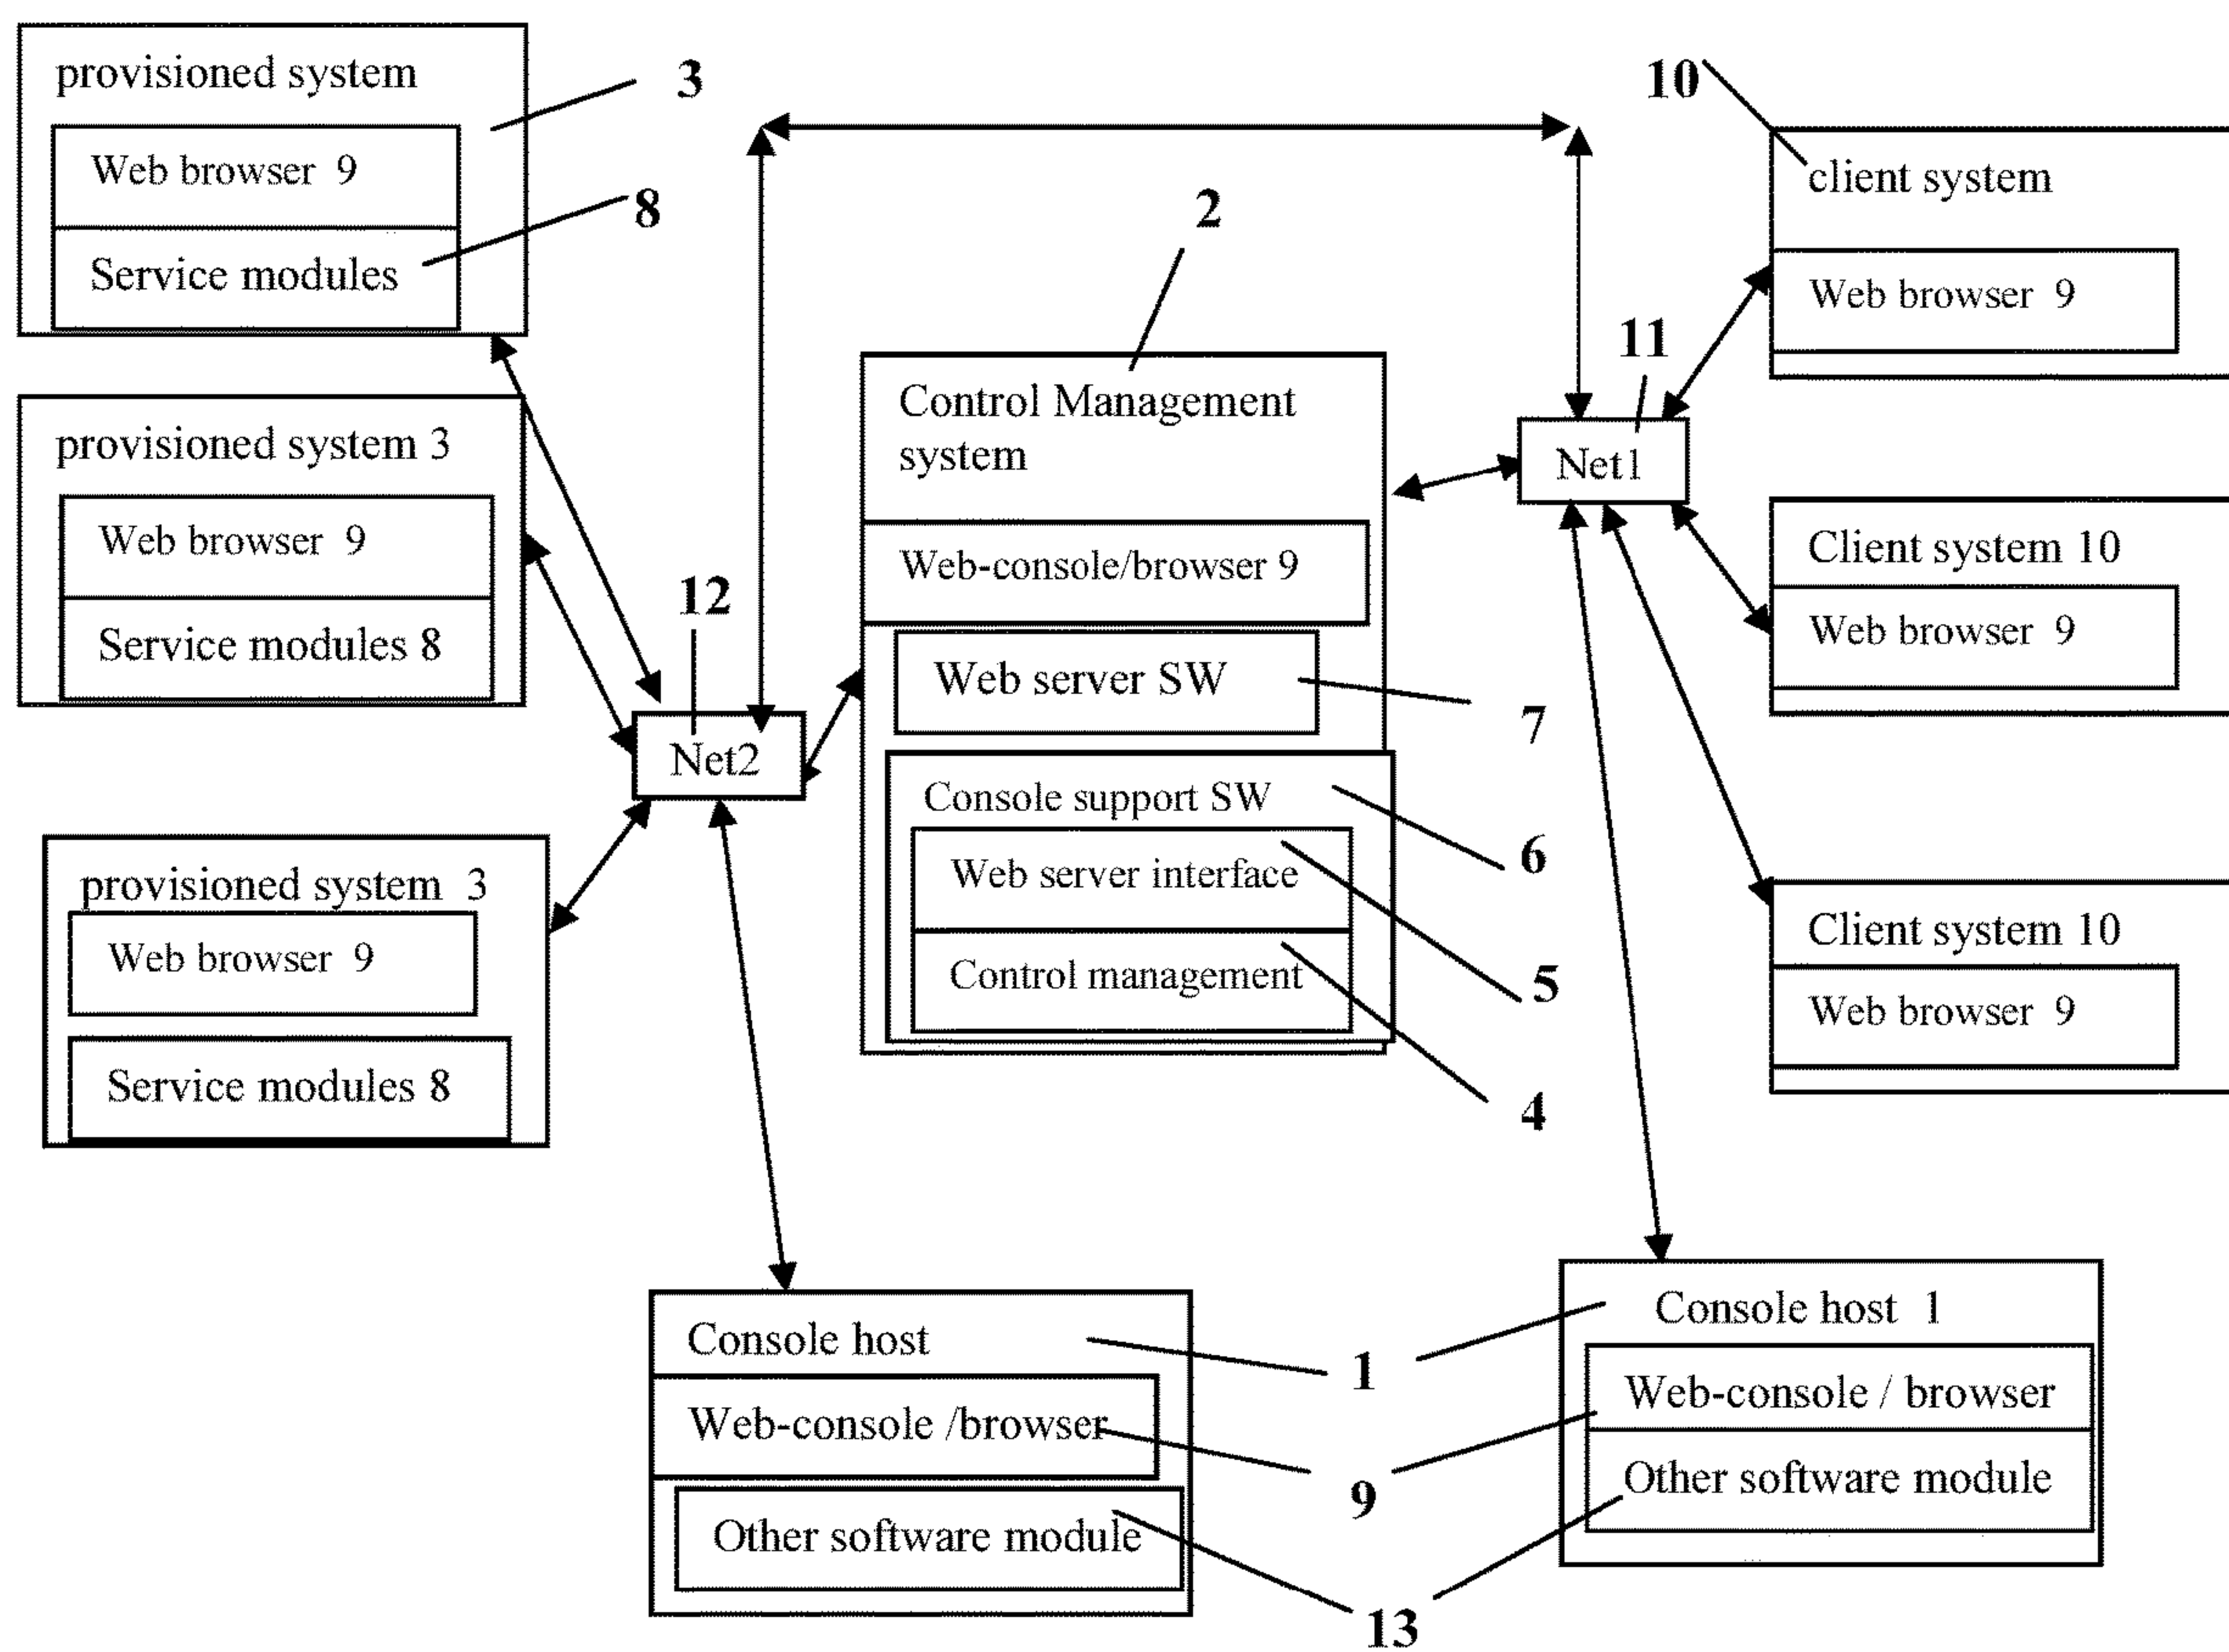 provisioned system
3
Web browser 9
8
Service modules
provisioned system 3
Web browser 9
Service modules 8
12
Net2
provisioned system 3
Web browser 9
Service modules 8
2
Control Management
system
Web-console/browser 9
Web server SW
7
Console support SW
6
Web server interface
5
Control management
4
10
client system
Web browser 9
11
Net1
Client system 10
Web browser 9
Client system 10
Web browser 9
Console host
1
Web-console /browser
9
Other software module
13
Console host 1
Web-console / browser
Other software module